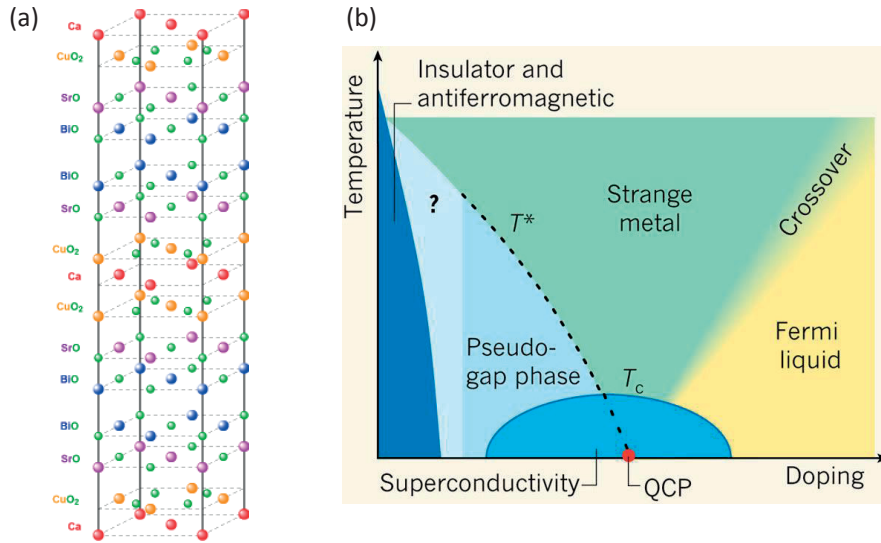 (a)
Ca
CuO2
SrO
BiO
BiO
SrO
CuO2
Ca
CuO2
SrO
BiO
BiO
SrO
CuO2
Ca
(b)
Temperature
Insulator and
antiferromagnetic
?
T*
Strange
metal
Crossover
Pseudo-
gap phase
Tc
Fermi
liquid
Superconductivity
QCP
Doping